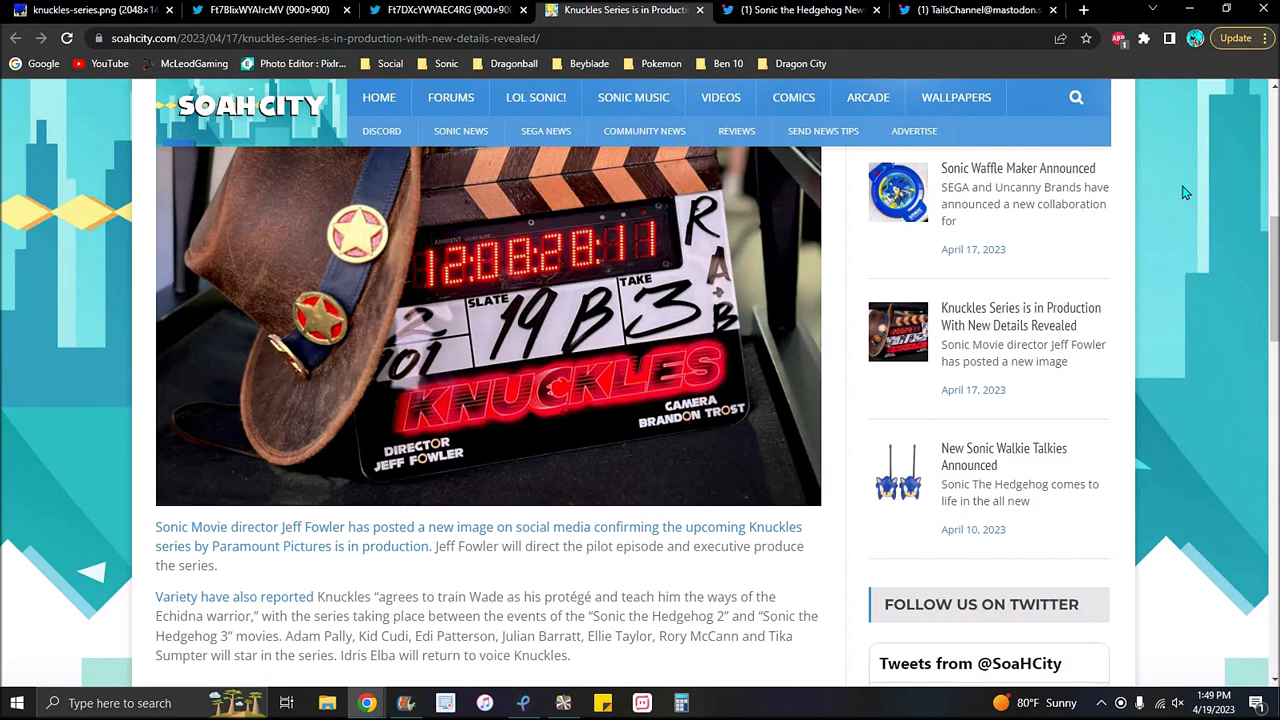 knuckles-series.png (2048×14
Ft7BlixWYAIrcMV (900×900)
Ft7DXcYWYAEC4RG (900×900)
Knuckles Series is in Producti
(1) Sonic the Hedgehog New
(1) TailsChannel@mastodon.s
soahcity.com/2023/04/17/knuckles-series-is-in-production-with-new-details-revealed/
Update
Google YouTube McLeodGaming Photo Editor : Pixlr... Social Sonic Dragonball Beyblade Pokemon Ben 10 Dragon City
SOAH CITY
HOME FORUMS LOL SONIC! SONIC MUSIC VIDEOS COMICS ARCADE WALLPAPERS
DISCORD SONIC NEWS SEGA NEWS COMMUNITY NEWS REVIEWS SEND NEWS TIPS ADVERTISE
12:08:28:11
R
A
+
B
SLATE
TAKE
101
19 B
3
KNUCKLES
DIRECTOR
JEFF FOWLER
CAMERA
BRANDON TROST
Sonic Movie director Jeff Fowler has posted a new image on social media confirming the upcoming Knuckles
series by Paramount Pictures is in production. Jeff Fowler will direct the pilot episode and executive produce
the series.
Variety have also reported Knuckles “agrees to train Wade as his protégé and teach him the ways of the
Echidna warrior,” with the series taking place between the events of the “Sonic the Hedgehog 2” and “Sonic the
Hedgehog 3” movies. Adam Pally, Kid Cudi, Edi Patterson, Julian Barratt, Ellie Taylor, Rory McCann and Tika
Sumpter will star in the series. Idris Elba will return to voice Knuckles.
Sonic Waffle Maker Announced
SEGA and Uncanny Brands have
announced a new collaboration
for
April 17, 2023
Knuckles Series is in Production
With New Details Revealed
Sonic Movie director Jeff Fowler
has posted a new image
April 17, 2023
New Sonic Walkie Talkies
Announced
Sonic The Hedgehog comes to
life in the all new
April 10, 2023
FOLLOW US ON TWITTER
Tweets from @SoaHCity
Type here to search
80°F Sunny
1:49 PM
4/19/2023